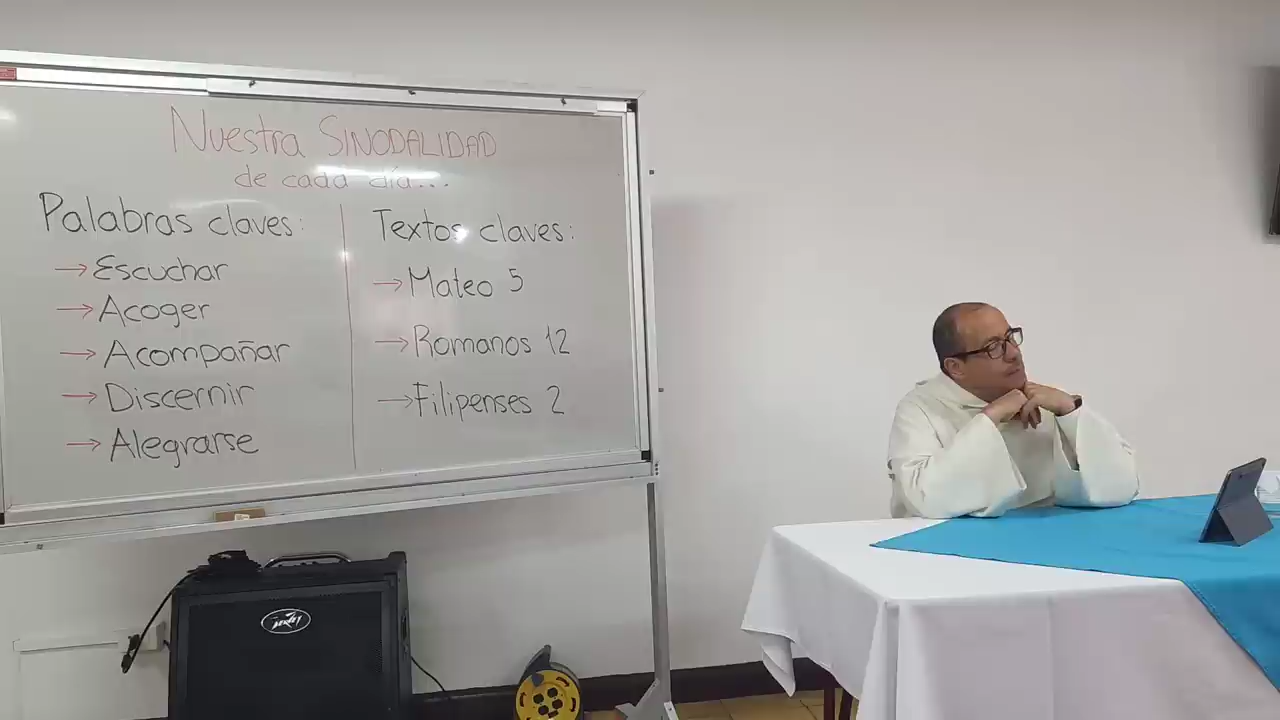 Nuestra SINODALIDAD
de cada día...
Palabras claves:
→ Escuchar
→ Acoger
→ Acompañar
→ Discernir
→ Alegrarse
Textos claves:
→ Mateo 5
→ Romanos 12
→ Filipenses 2
Peavey